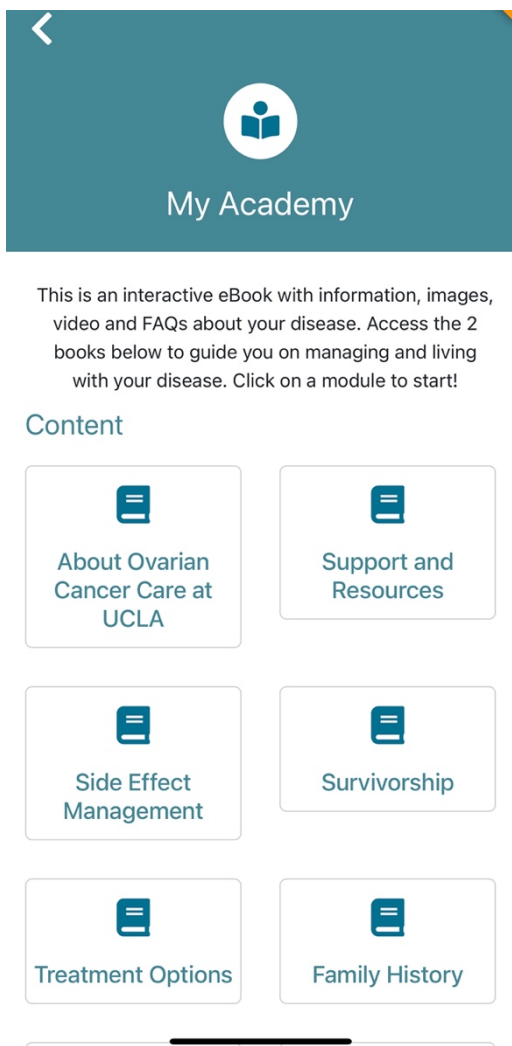 My Academy
This is an interactive eBook with information, images,
video and FAQs about your disease. Access the 2
books below to guide you on managing and living
with your disease. Click on a module to start!
Content
About Ovarian
Cancer Care at
UCLA
Support and
Resources
Side Effect
Management
Survivorship
Treatment Options
Family History